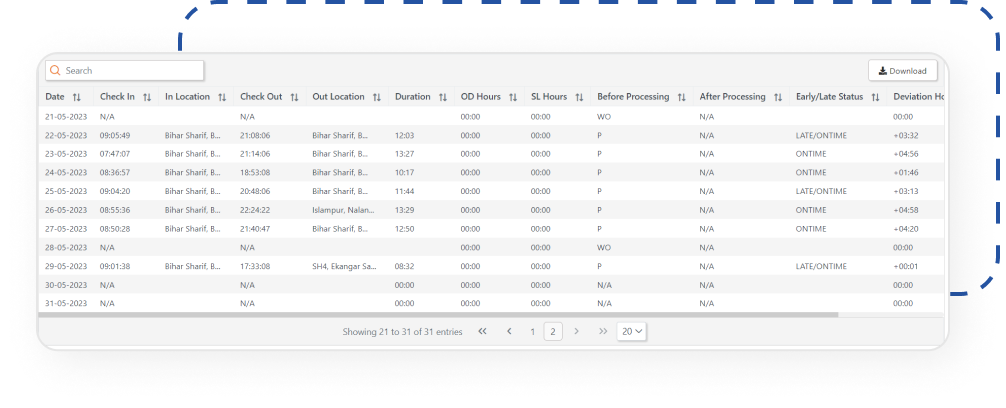 Search
Download
Date Check In In Location Check Out Out Location Duration OD Hours SL Hours Before Processing After Processing Early/Late Status Deviation Ho
21-05-2023 N/A N/A 00:00 00:00 WO N/A 00:00
22-05-2023 09:05:49 Bihar Sharif, B... 21:08:06 Bihar Sharif, B... 12:03 00:00 00:00 P N/A LATE/ONTIME +03:32
23-05-2023 07:47:07 Bihar Sharif, B... 21:14:06 Bihar Sharif, B... 13:27 00:00 00:00 P N/A ONTIME +04:56
24-05-2023 08:36:57 Bihar Sharif, B... 18:53:08 Bihar Sharif, B... 10:17 00:00 00:00 P N/A ONTIME +01:46
25-05-2023 09:04:20 Bihar Sharif, B... 20:48:06 Bihar Sharif, B... 11:44 00:00 00:00 P N/A LATE/ONTIME +03:13
26-05-2023 08:55:36 Bihar Sharif, B... 22:24:22 Islampur, Nalan... 13:29 00:00 00:00 P N/A ONTIME +04:58
27-05-2023 08:50:28 Bihar Sharif, B... 21:40:47 Bihar Sharif, B... 12:50 00:00 00:00 P N/A ONTIME +04:20
28-05-2023 N/A N/A 00:00 00:00 WO N/A 00:00
29-05-2023 09:01:38 Bihar Sharif, B... 17:33:08 SH4, Ekangar Sa... 08:32 00:00 00:00 P N/A LATE/ONTIME +00:01
30-05-2023 N/A N/A 00:00 00:00 00:00 N/A N/A 00:00
31-05-2023 N/A N/A 00:00 00:00 00:00 N/A N/A 00:00
Showing 21 to 31 of 31 entries 1 2 20